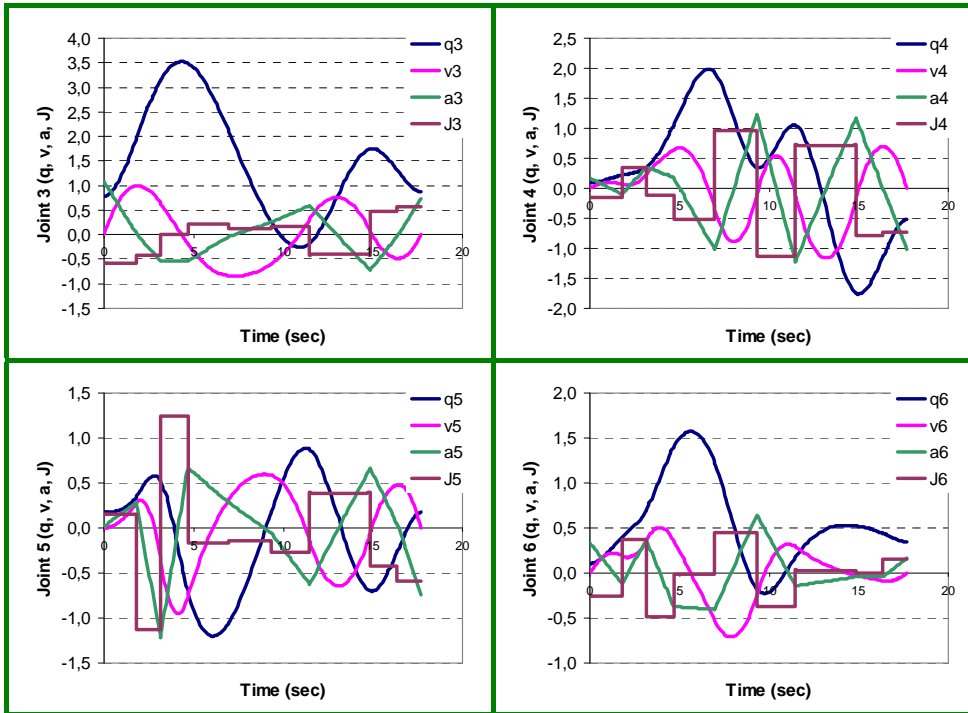 4,0
3,5
3,0
2,5
2,0
1,5
1,0
0,5
0,0
-0,5
-1,0
-1,5
0 5 10 15 20
Joint 3 (q, v, a, J)
Time (sec)
q3
v3
a3
J3
2,5
2,0
1,5
1,0
0,5
0,0
-0,5
-1,0
-1,5
-2,0
0 5 10 15 20
Joint 4 (q, v, a, J)
Time (sec)
q4
v4
a4
J4
1,5
1,0
0,5
0,0
-0,5
-1,0
-1,5
0 5 10 15 20
Joint 5 (q, v, a, J)
Time (sec)
q5
v5
a5
J5
2,0
1,5
1,0
0,5
0,0
-0,5
-1,0
0 5 10 15 20
Joint 6 (q, v, a, J)
Time (sec)
q6
v6
a6
J6